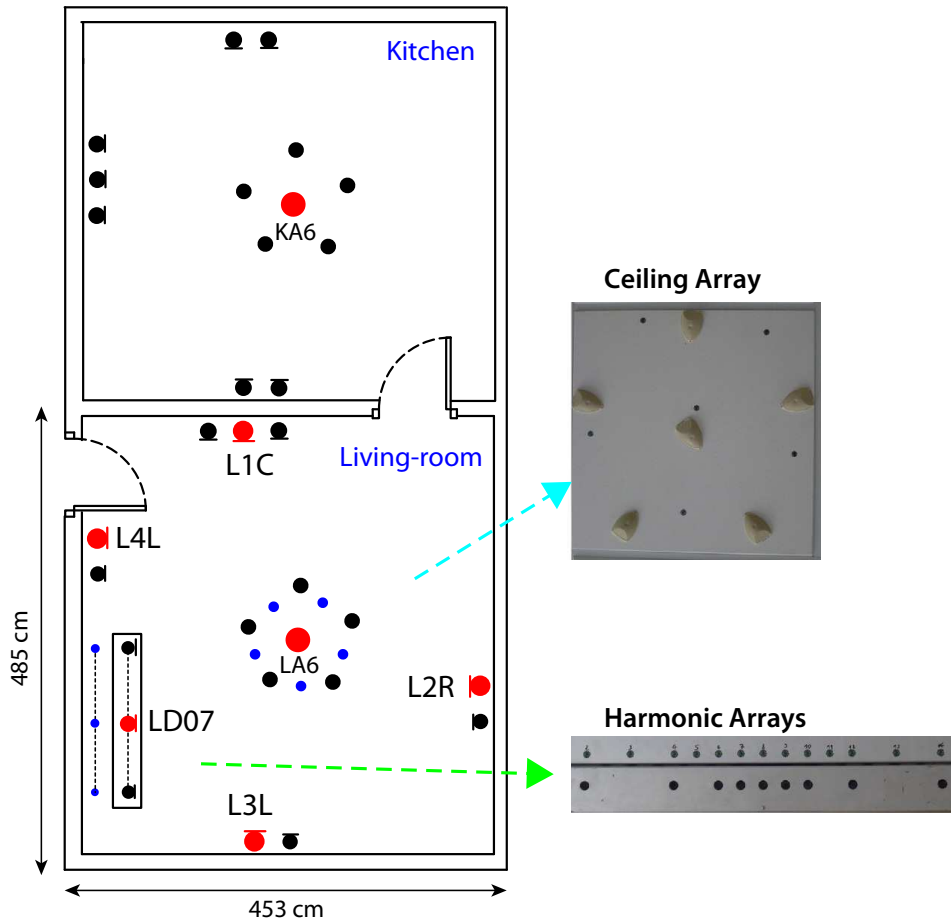 Kitchen
KA6
Ceiling Array
L1C
Living-room
L4L
LA6
L2R
LD07
485 cm
Harmonic Arrays
L3L
453 cm